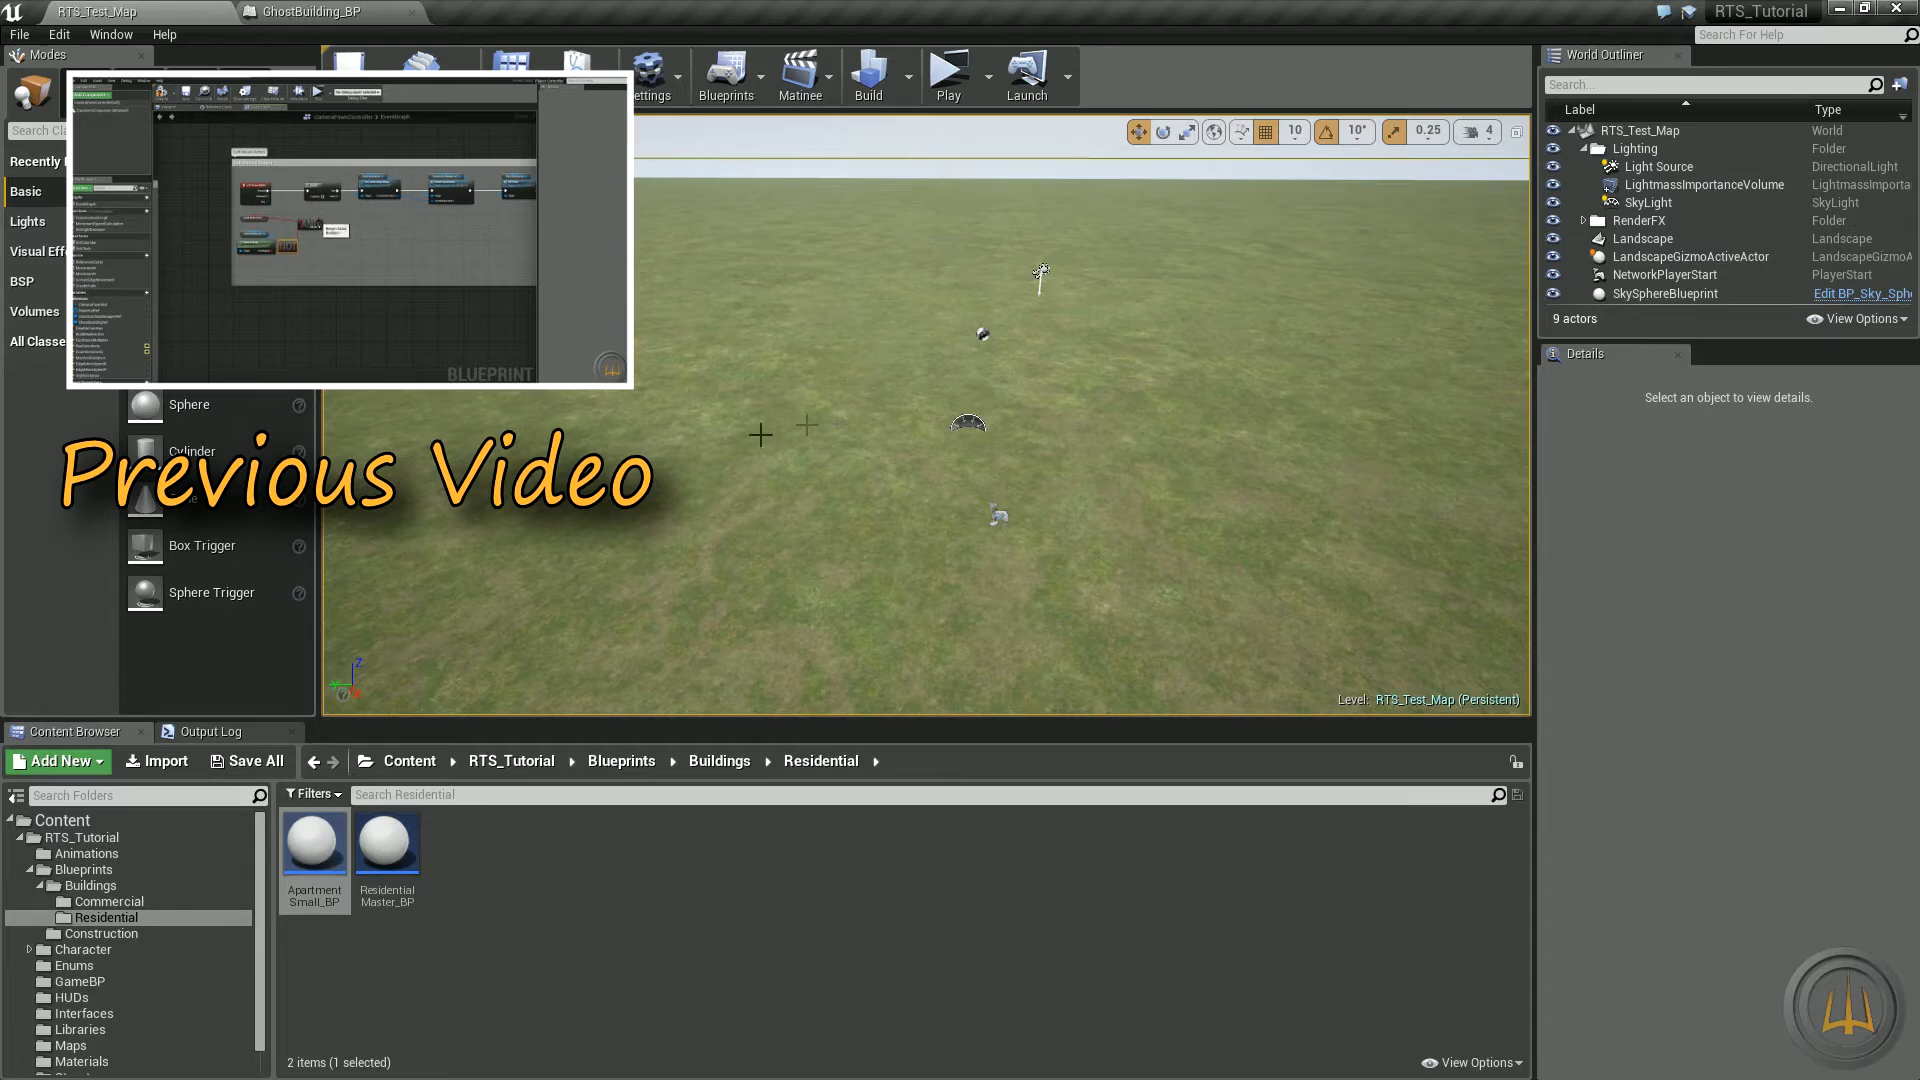 RTS_Test_Map
GhostBuilding_BP
RTS_Tutorial
File Edit Window Help
Search For Help
Modes
Search Cla
Recently
Basic
Lights
Visual Effe
BSP
Volumes
All Classe
Settings
Blueprints
Matinee
Build
Play
Launch
10
10°
0.25
4
CameraPawnController > EventGraph
BLUEPRINT
Previous Video
Sphere
Cylinder
Box Trigger
Sphere Trigger
Z
Level: RTS_Test_Map (Persistent)
World Outliner
Search...
Label Type
RTS_Test_Map World
Lighting Folder
Light Source DirectionalLight
LightmassImportanceVolume LightmassImporta
SkyLight SkyLight
RenderFX Folder
Landscape Landscape
LandscapeGizmoActiveActor LandscapeGizmoA
NetworkPlayerStart PlayerStart
SkySphereBlueprint Edit BP_Sky_Sph
9 actors
View Options
Details
Select an object to view details.
Content Browser
Output Log
Add New
Import
Save All
Content RTS_Tutorial Blueprints Buildings Residential
Search Folders
Filters
Search Residential
Content
RTS_Tutorial
Animations
Blueprints
Buildings
Commercial
Residential
Construction
Character
Enums
GameBP
HUDs
Interfaces
Libraries
Maps
Materials
Apartment
Small_BP
Residential
Master_BP
2 items (1 selected)
View Options